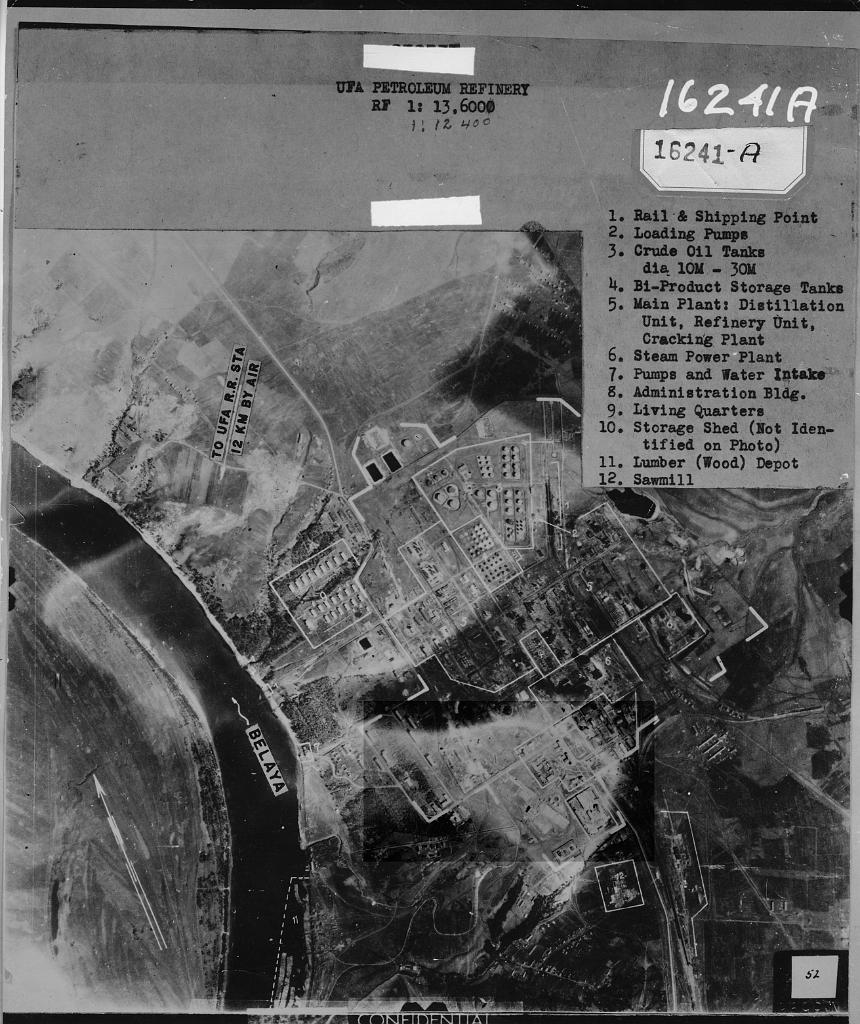 UFA PETROLEUM REFINERY
RF 1: 13,6000
1: 12 400
16241A
16241-A
1. Rail & Shipping Point
2. Loading Pumps
3. Crude Oil Tanks
dia 10M - 30M
4. Bi-Product Storage Tanks
5. Main Plant: Distillation
Unit, Refinery Unit,
Cracking Plant
6. Steam Power Plant
7. Pumps and Water Intake
8. Administration Bldg.
9. Living Quarters
10. Storage Shed (Not Iden-
tified on Photo)
11. Lumber (Wood) Depot
12. Sawmill
TO UFA R.R. STA
12 KM BY AIR
BELAYA
5
6
11
12
52
CONFIDENTIAL